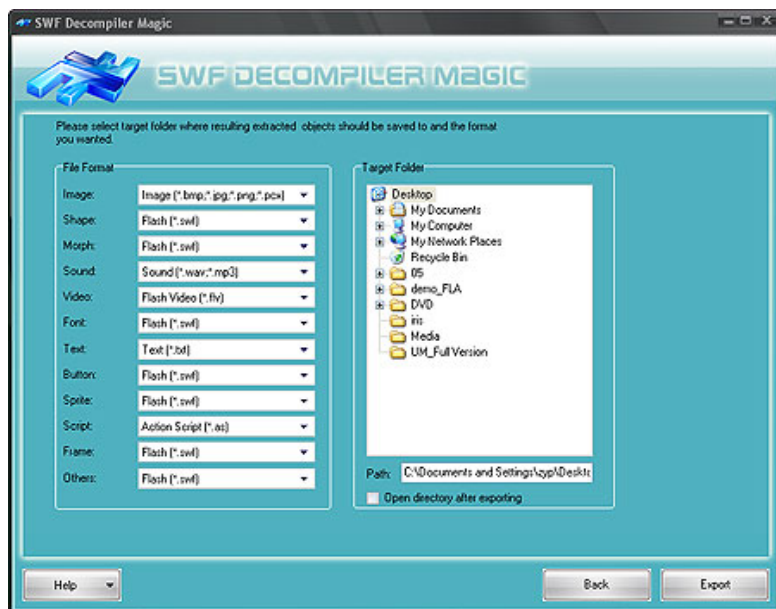 SWF Decompiler Magic
SWF DECOMPILER MAGIC
Please select target folder where resulting extracted objects should be saved to and the format
you wanted.
File Format
Image: Image (*.bmp;*.jpg;*.png;*.pcx)
Shape: Flash (*.swf)
Morph: Flash (*.swf)
Sound: Sound (*.wav;*.mp3)
Video: Flash Video (*.flv)
Font: Flash (*.swf)
Text: Text (*.txt)
Button: Flash (*.swf)
Sprite: Flash (*.swf)
Script: Action Script (*.as)
Frame: Flash (*.swf)
Others: Flash (*.swf)
Target Folder
Desktop
My Documents
My Computer
My Network Places
Recycle Bin
05
demo_FLA
DVD
iris
Media
UM_Full Version
Path: C:\Documents and Settings\zyp\Deskto
Open directory after exporting
Help
Back
Export